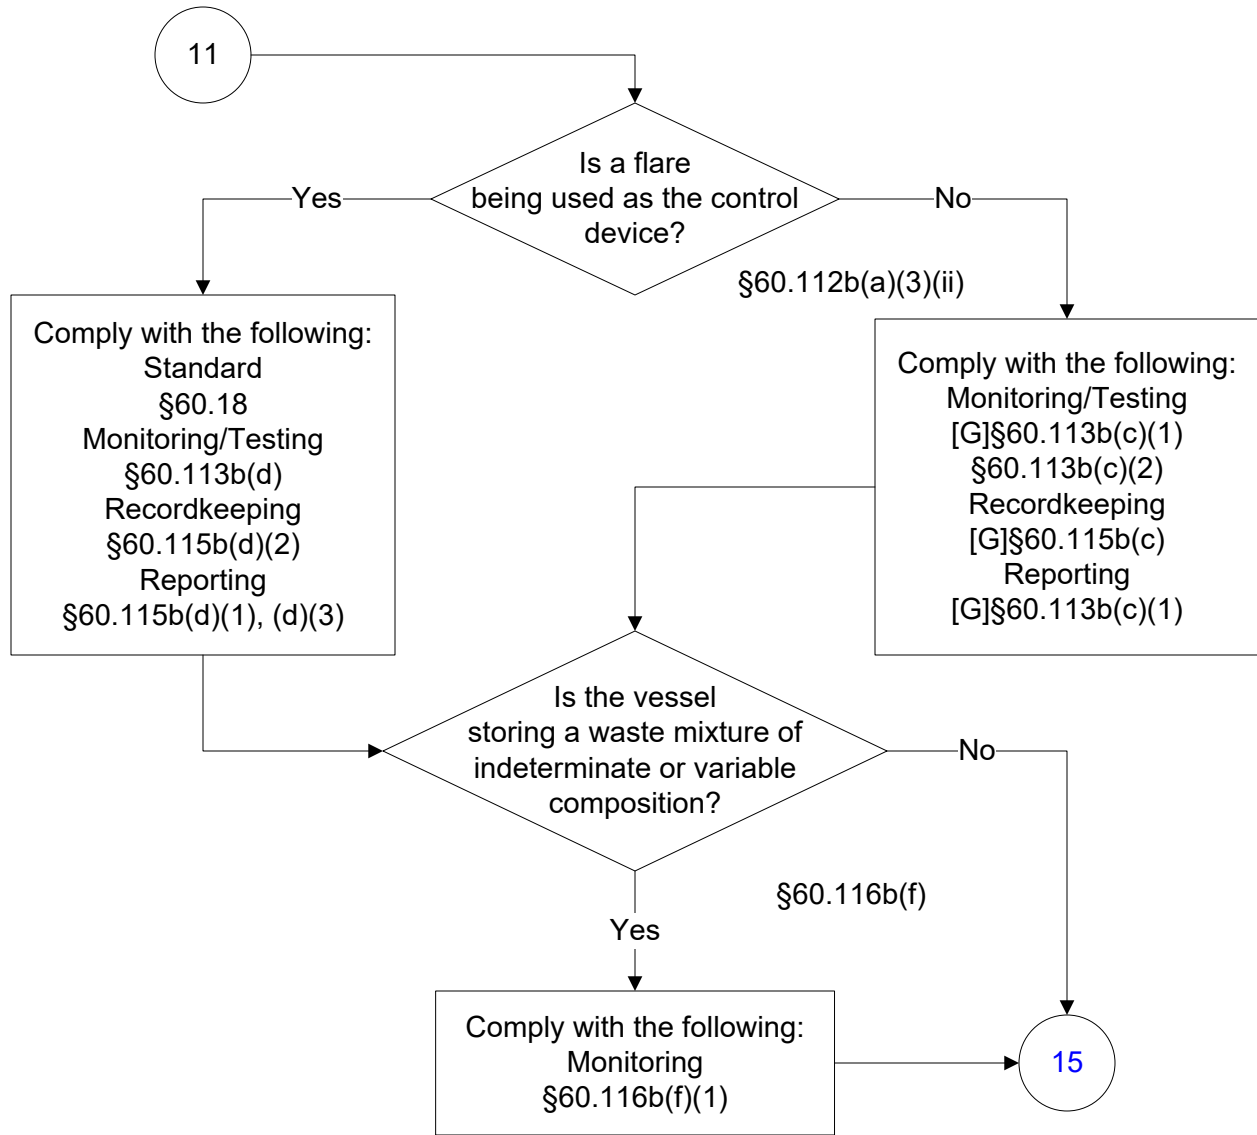 11
Is a flare
being used as the control
device?
Yes
No
§60.112b(a)(3)(ii)
Comply with the following:
Standard
§60.18
Monitoring/Testing
§60.113b(d)
Recordkeeping
§60.115b(d)(2)
Reporting
§60.115b(d)(1), (d)(3)
Comply with the following:
Monitoring/Testing
[G]§60.113b(c)(1)
§60.113b(c)(2)
Recordkeeping
[G]§60.115b(c)
Reporting
[G]§60.113b(c)(1)
Is the vessel
storing a waste mixture of
indeterminate or variable
composition?
No
§60.116b(f)
Yes
Comply with the following:
Monitoring
§60.116b(f)(1)
15